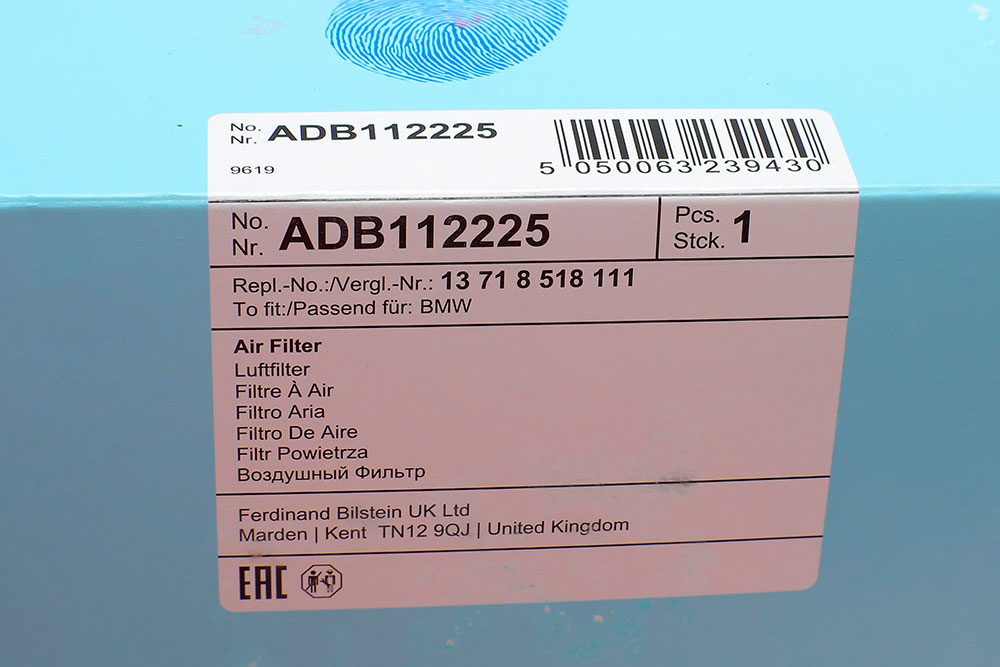 No.
Nr. ADB112225
9619
5 050063 239430
No.
Nr. ADB112225
Pcs.
Stck. 1
Repl.-No.:/Vergl.-Nr.: 13 71 8 518 111
To fit:/Passend für: BMW
Air Filter
Luftfilter
Filtre À Air
Filtro Aria
Filtro De Aire
Filtr Powietrza
Воздушный Фильтр
Ferdinand Bilstein UK Ltd
Marden | Kent TN12 9QJ | United Kingdom
EAC